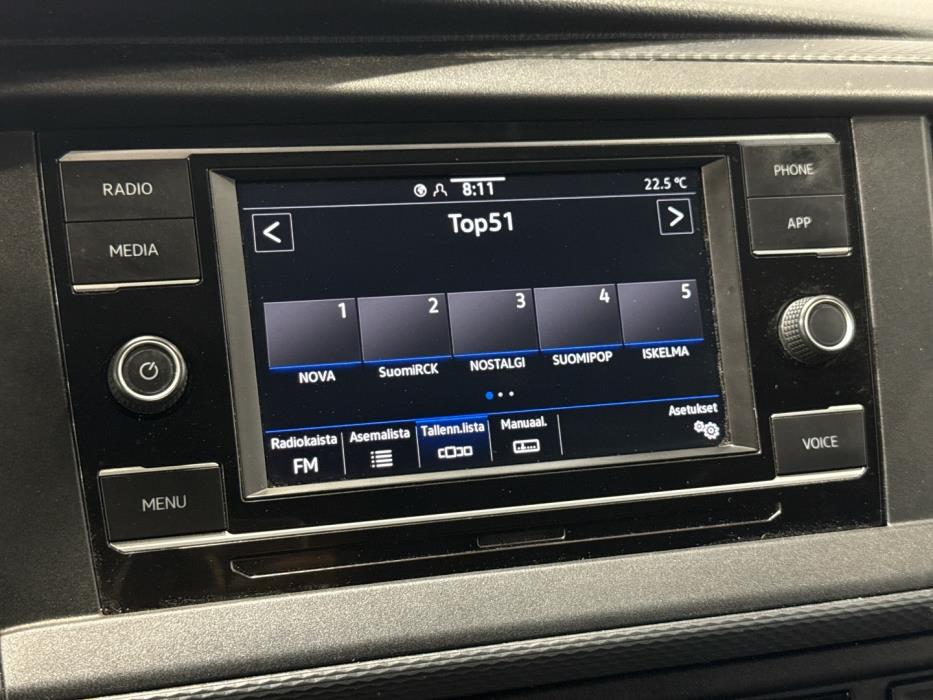 RADIO
MEDIA
MENU
8:11
22.5 °C
<
Top51
>
1 2 3 4 5
NOVA SuomiRCK NOSTALGI SUOMIPOP ISKELMA
Radiokaista Asemalista Tallenn.lista Manuaal. Asetukset
FM
PHONE
APP
VOICE